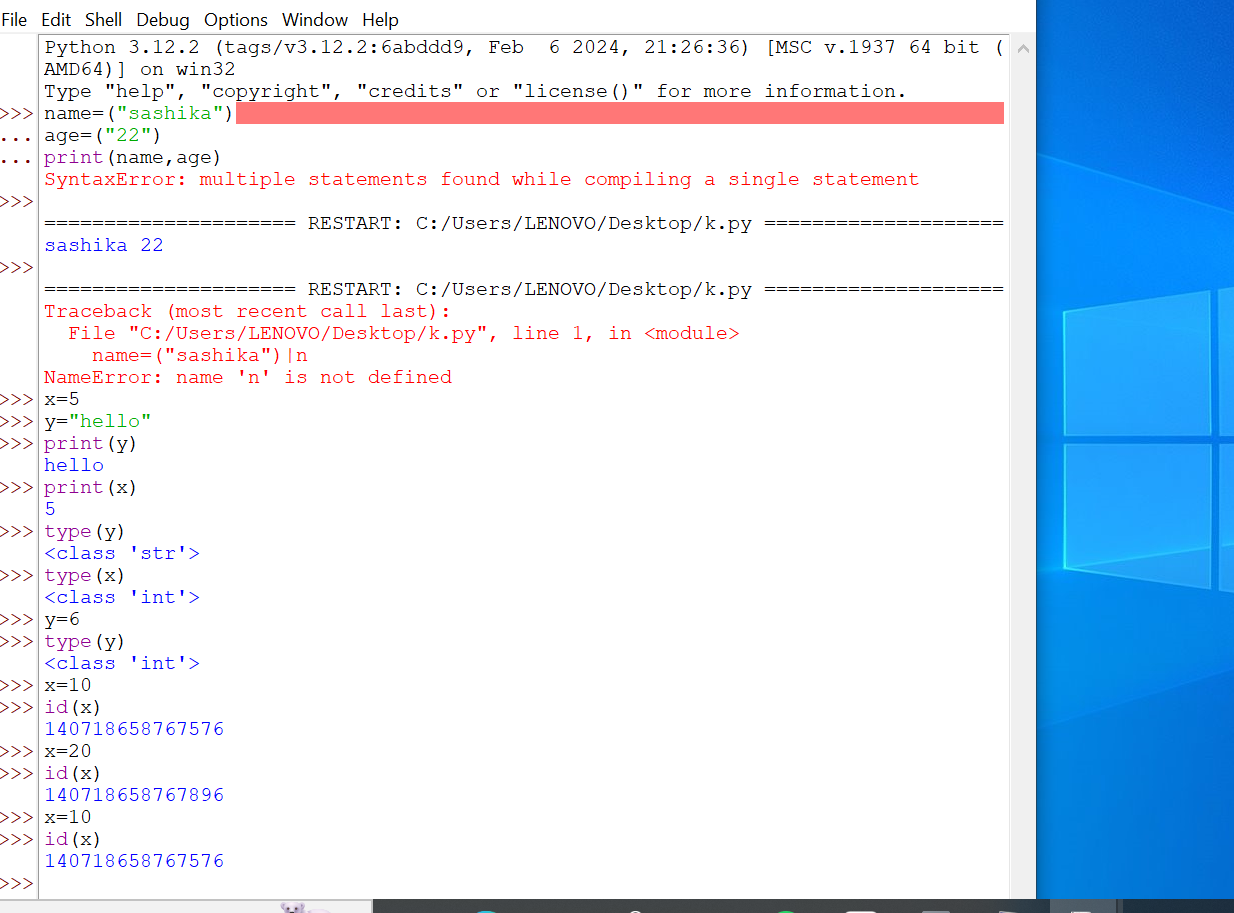 File Edit Shell Debug Options Window Help
Python 3.12.2 (tags/v3.12.2:6abddd9, Feb  6 2024, 21:26:36) [MSC v.1937 64 bit (
AMD64)] on win32
Type "help", "copyright", "credits" or "license()" for more information.
>>> name=("sashika")
... age=("22")
... print(name,age)
SyntaxError: multiple statements found while compiling a single statement
>>>
===================== RESTART: C:/Users/LENOVO/Desktop/k.py ====================
sashika 22
>>>
===================== RESTART: C:/Users/LENOVO/Desktop/k.py ====================
Traceback (most recent call last):
  File "C:/Users/LENOVO/Desktop/k.py", line 1, in <module>
    name=("sashika")|n
NameError: name 'n' is not defined
>>> x=5
>>> y="hello"
>>> print(y)
hello
>>> print(x)
5
>>> type(y)
<class 'str'>
>>> type(x)
<class 'int'>
>>> y=6
>>> type(y)
<class 'int'>
>>> x=10
>>> id(x)
140718658767576
>>> x=20
>>> id(x)
140718658767896
>>> x=10
>>> id(x)
140718658767576
>>>